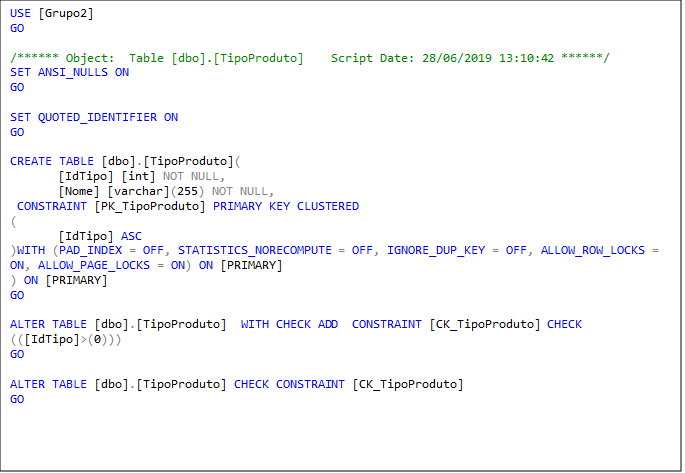 USE [Grupo2]
GO
/****** Object:  Table [dbo].[TipoProduto]    Script Date: 28/06/2019 13:10:42 ******/
SET ANSI_NULLS ON
GO
SET QUOTED_IDENTIFIER ON
GO
CREATE TABLE [dbo].[TipoProduto](
[IdTipo] [int] NOT NULL,
[Nome] [varchar](255) NOT NULL,
CONSTRAINT [PK_TipoProduto] PRIMARY KEY CLUSTERED
(
[IdTipo] ASC
)WITH (PAD_INDEX = OFF, STATISTICS_NORECOMPUTE = OFF, IGNORE_DUP_KEY = OFF, ALLOW_ROW_LOCKS =
ON, ALLOW_PAGE_LOCKS = ON) ON [PRIMARY]
) ON [PRIMARY]
GO
ALTER TABLE [dbo].[TipoProduto]  WITH CHECK ADD  CONSTRAINT [CK_TipoProduto] CHECK
(([IdTipo]>(0)))
GO
ALTER TABLE [dbo].[TipoProduto] CHECK CONSTRAINT [CK_TipoProduto]
GO